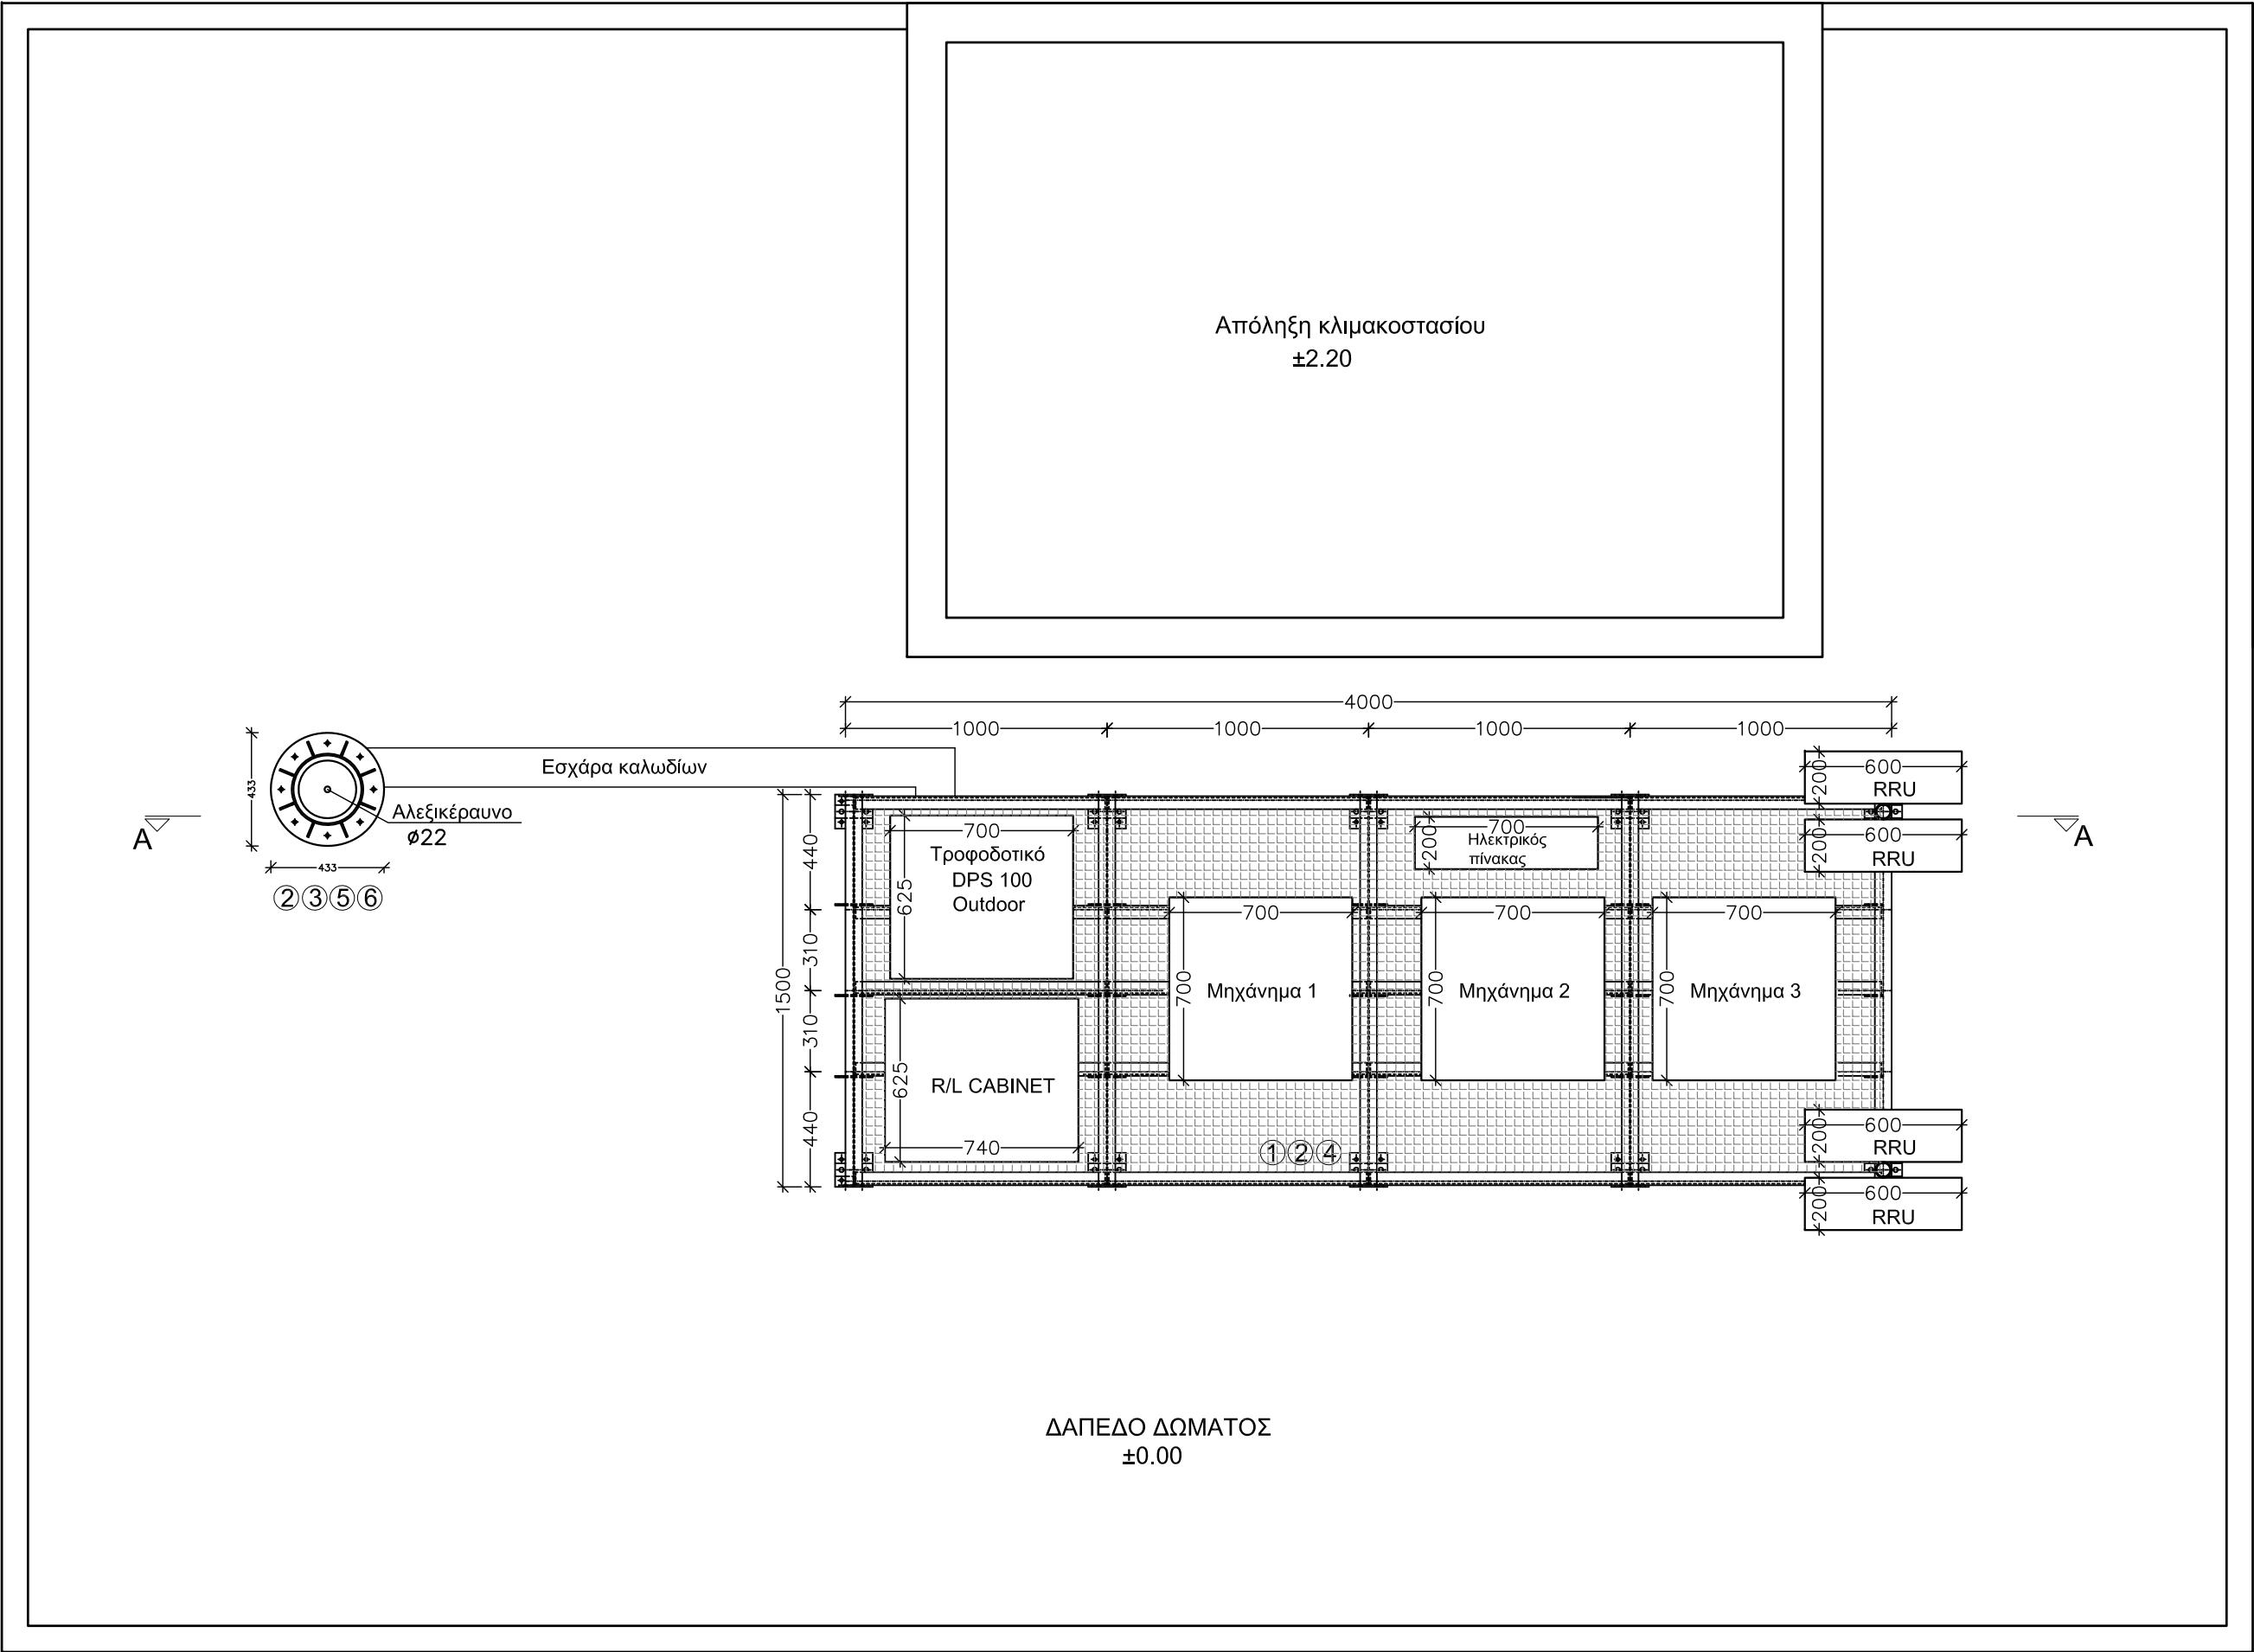 Απόληξη κλιμακοστασίου
±2.20
4000
1000 1000 1000 1000
Εσχάρα καλωδίων
433
Αλεξικέραυνο
ø22
433
②③⑤⑥
A
A
200
600
RRU
200
600
RRU
1500
440
310
310
440
700
625
Τροφοδοτικό
DPS 100
Outdoor
700
200
Ηλεκτρικός
πίνακας
700
700
Μηχάνημα 1
700
700
Μηχάνημα 2
700
700
Μηχάνημα 3
625
R/L CABINET
740
①②④
200
600
RRU
200
600
RRU
ΔΑΠΕΔΟ ΔΩΜΑΤΟΣ
±0.00